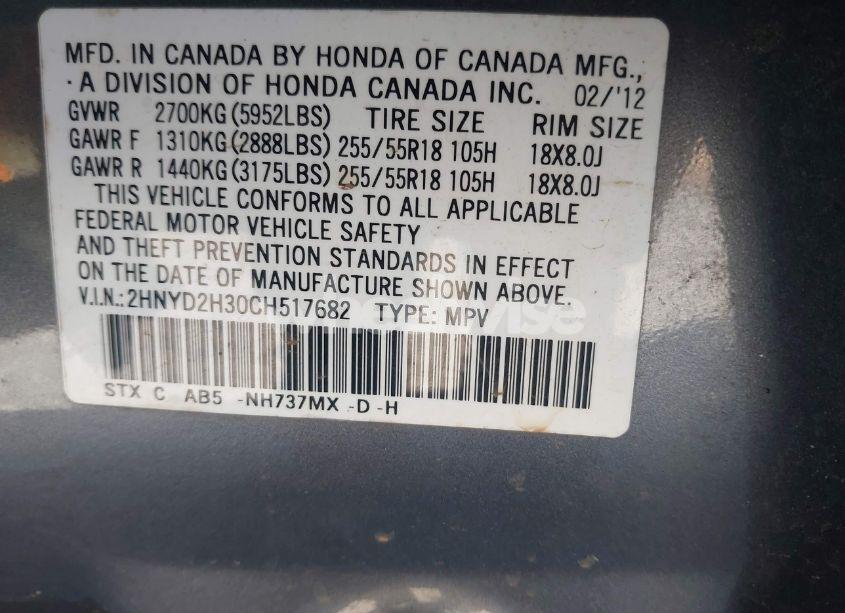 MFD. IN CANADA BY HONDA OF CANADA MFG.,
A DIVISION OF HONDA CANADA INC. 02/'12
GVWR 2700KG (5952LBS) TIRE SIZE RIM SIZE
GAWR F 1310KG (2888LBS) 255/55R18 105H 18X8.0J
GAWR R 1440KG (3175LBS) 255/55R18 105H 18X8.0J
THIS VEHICLE CONFORMS TO ALL APPLICABLE
FEDERAL MOTOR VEHICLE SAFETY
AND THEFT PREVENTION STANDARDS IN EFFECT
ON THE DATE OF MANUFACTURE SHOWN ABOVE.
V.I.N.: 2HNYD2H30CH517682 TYPE: MPV
STX C AB5 -NH737MX -D -H